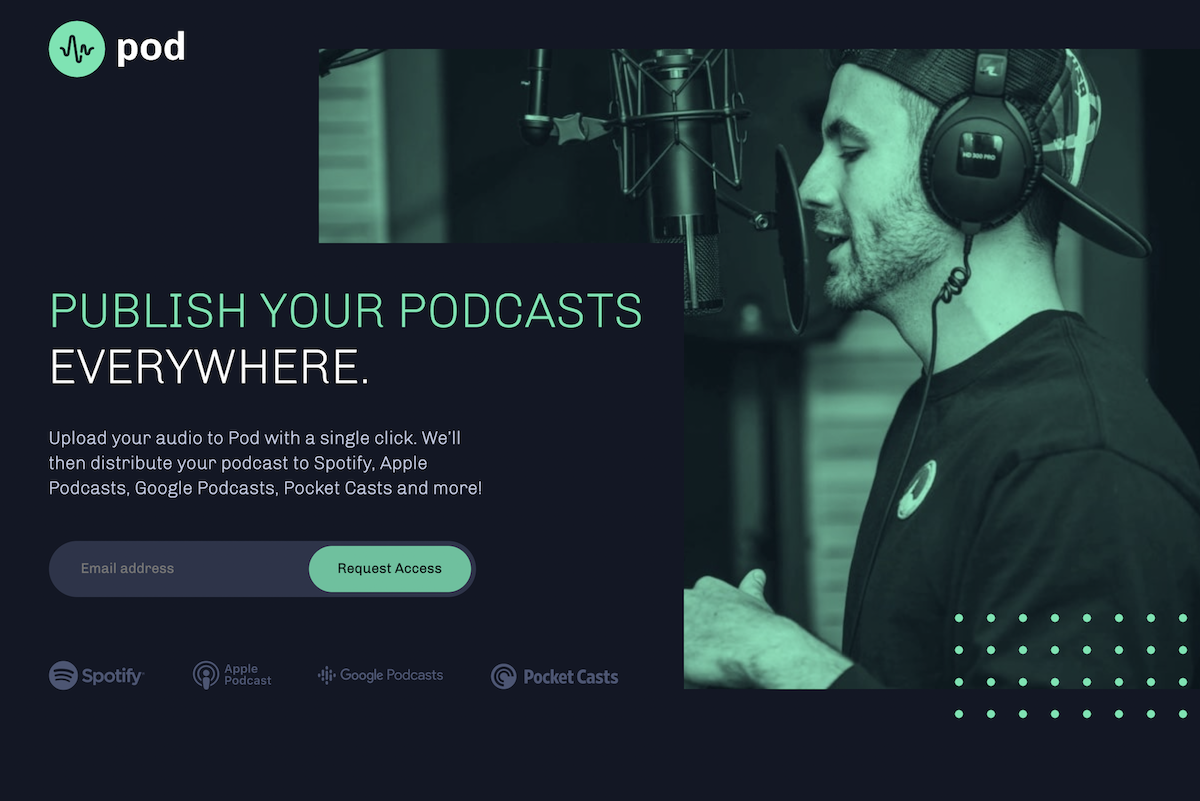 pod
HD 300 PRO
PUBLISH YOUR PODCASTS
EVERYWHERE.
Upload your audio to Pod with a single click. We’ll
then distribute your podcast to Spotify, Apple
Podcasts, Google Podcasts, Pocket Casts and more!
Email address
Request Access
Spotify
Apple
Podcast
Google Podcasts
Pocket Casts